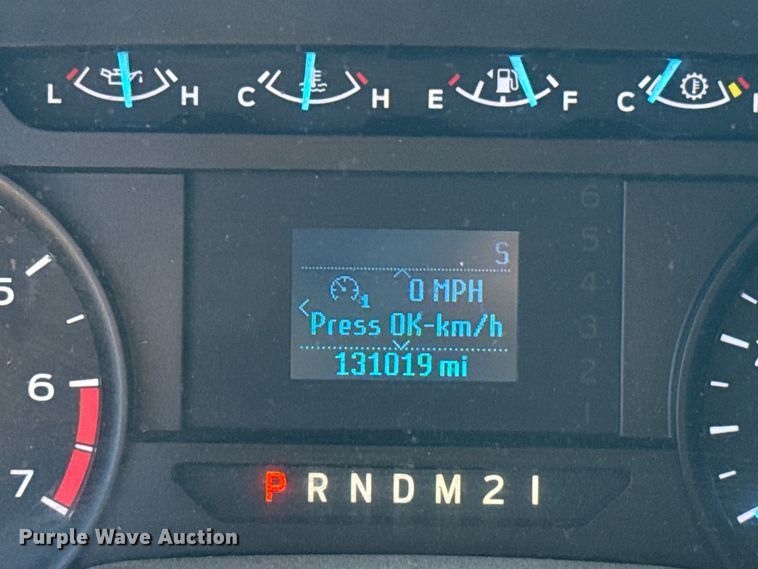 L H C H E F C
6
5
S
5
4
0 MPH
3
Press OK-km/h
2
131019 mi
6
1
7
P R N D M 2 1
Purple Wave Auction